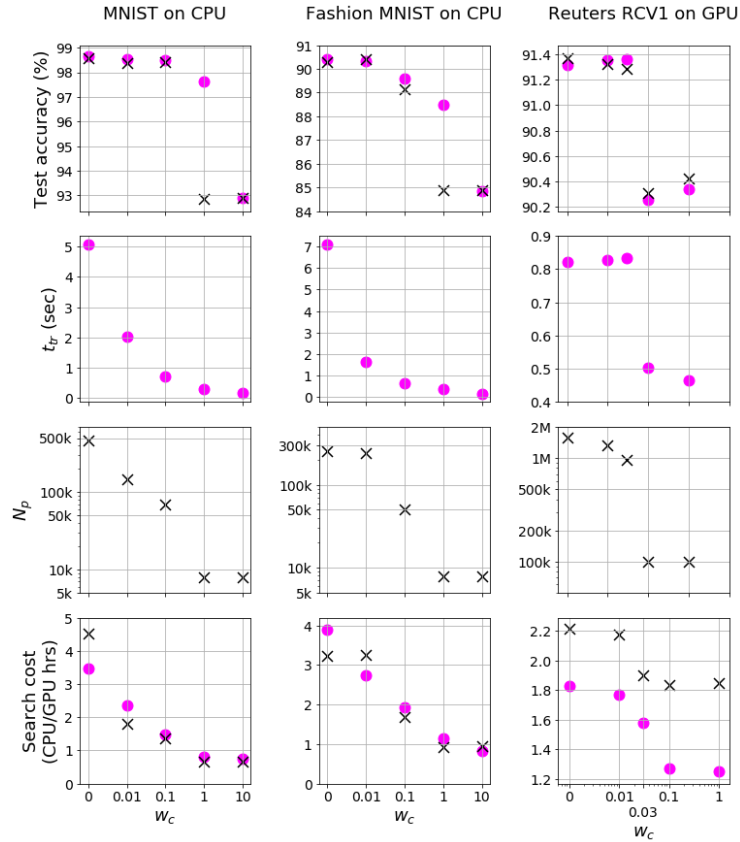 MNIST on CPU
Fashion MNIST on CPU
Reuters RCV1 on GPU
Test accuracy (%)
99
98
97
96
95
94
93
91
90
89
88
87
86
85
84
91.4
91.2
91.0
90.8
90.6
90.4
90.2
t_tr (sec)
5
4
3
2
1
0
7
6
5
4
3
2
1
0
0.9
0.8
0.7
0.6
0.5
0.4
N_p
500k
100k
50k
10k
5k
300k
100k
50k
10k
5k
2M
1M
500k
200k
100k
Search cost
(CPU/GPU hrs)
5
4
3
2
1
0
4
3
2
1
0
2.2
2.0
1.8
1.6
1.4
1.2
0 0.01 0.1 1 10
0 0.01 0.1 1 10
0 0.01 0.1 1
0.03
w_c
w_c
w_c